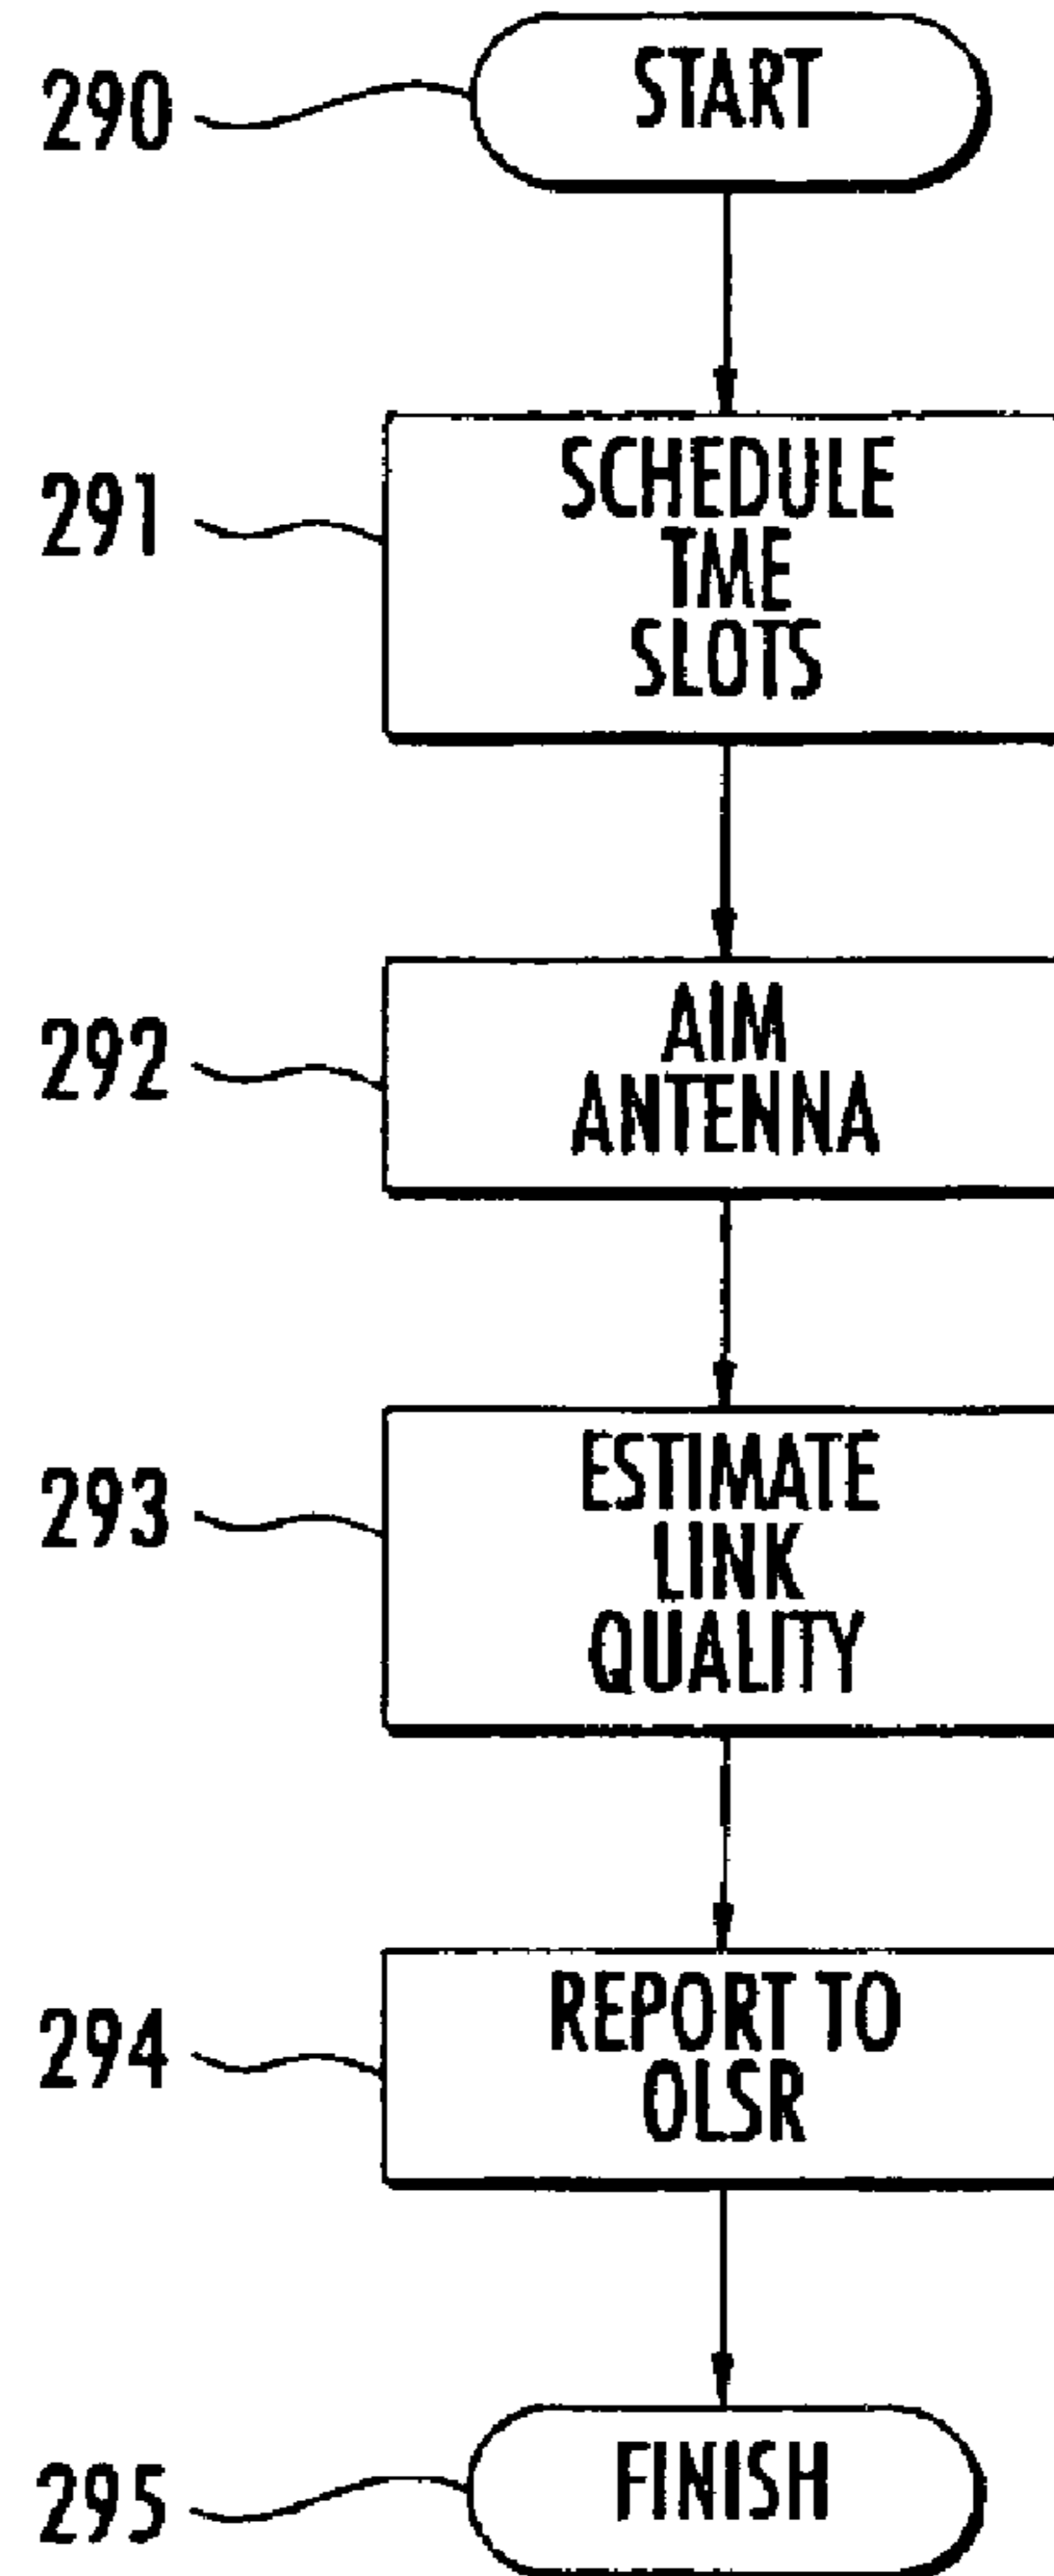 290
START
291
SCHEDULE
TME
SLOTS
292
AIM
ANTENNA
293
ESTIMATE
LINK
QUALITY
294
REPORT TO
OLSR
295
FINISH